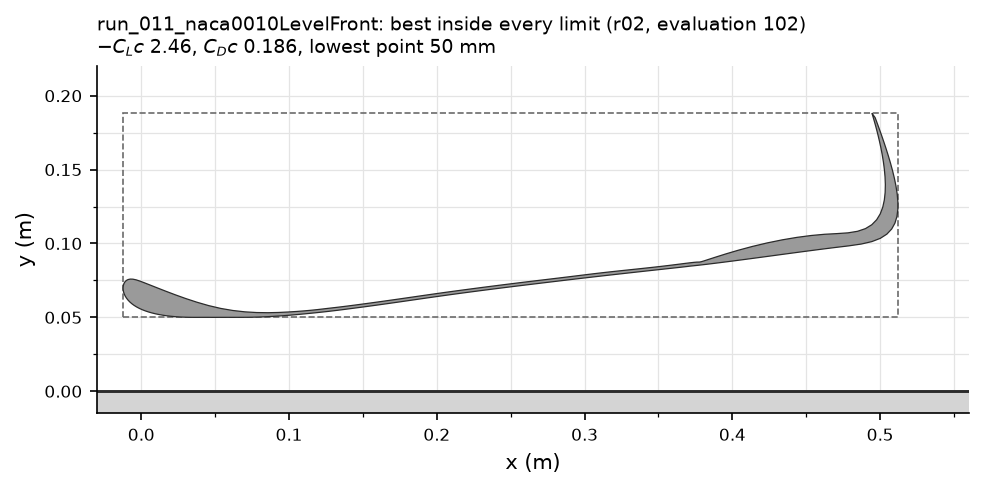 run_011_naca0010LevelFront: best inside every limit (r02, evaluation 102)
−C_Lc 2.46, C_Dc 0.186, lowest point 50 mm
0.20
0.15
0.10
0.05
0.00
y (m)
0.0 0.1 0.2 0.3 0.4 0.5
x (m)